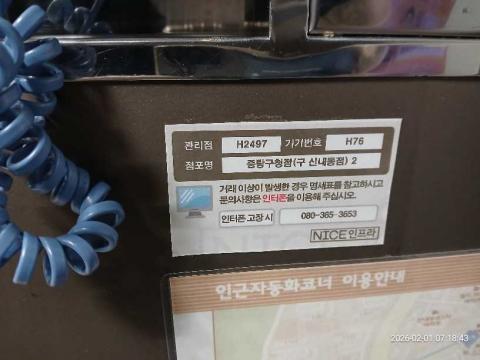 관리점 H2497 기기번호 H76
점포명 중랑구청점(구 신내동점) 2
거래 이상이 발생한 경우 명세표를 참고하시고
문의사항은 인터폰을 이용해 주십시오.
인터폰 고장 시 080-365-3653
NICE인프라
인근자동화코너 이용안내
2026-02-01 07:18:43